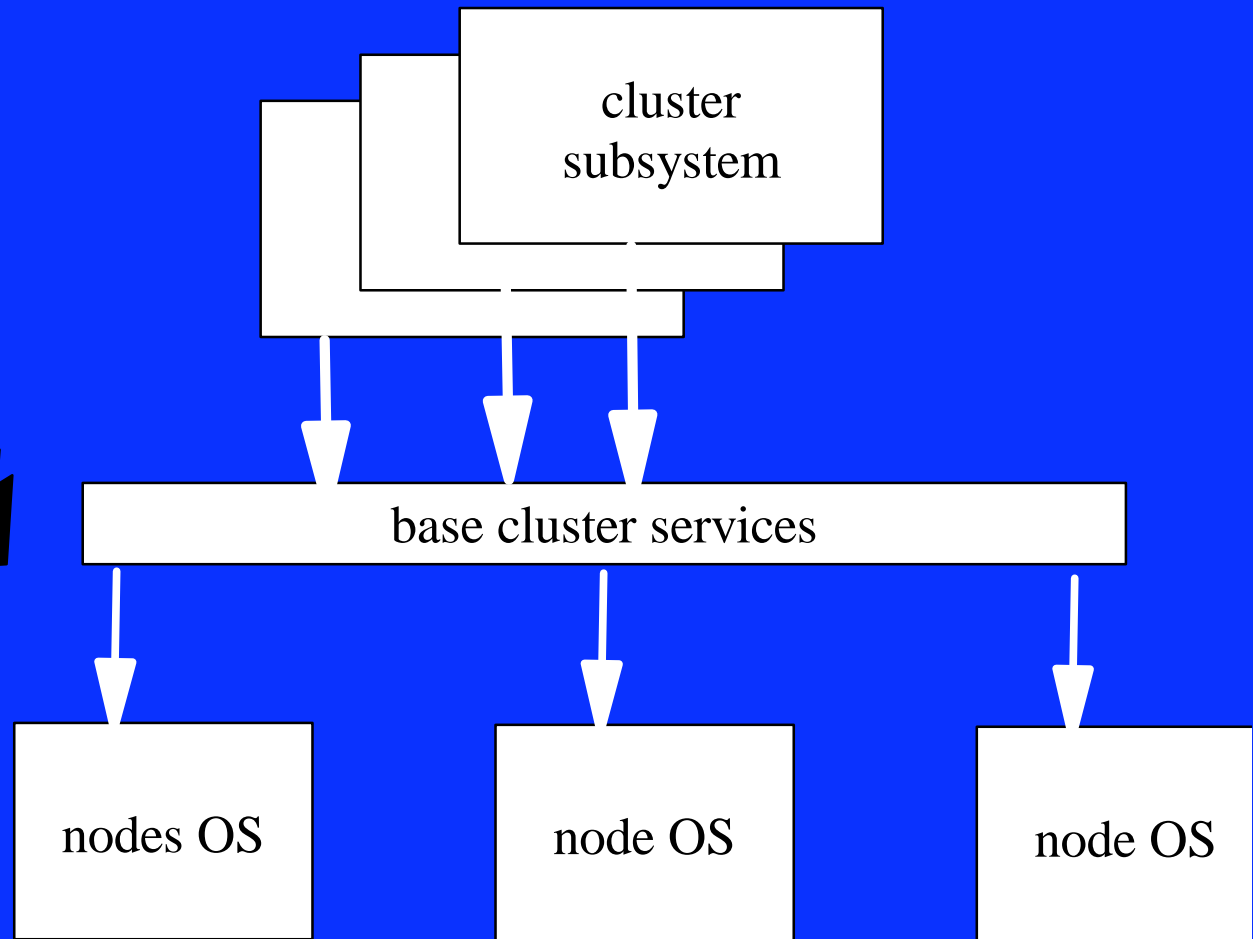 cluster
subsystem
base cluster services
nodes OS
node OS
node OS